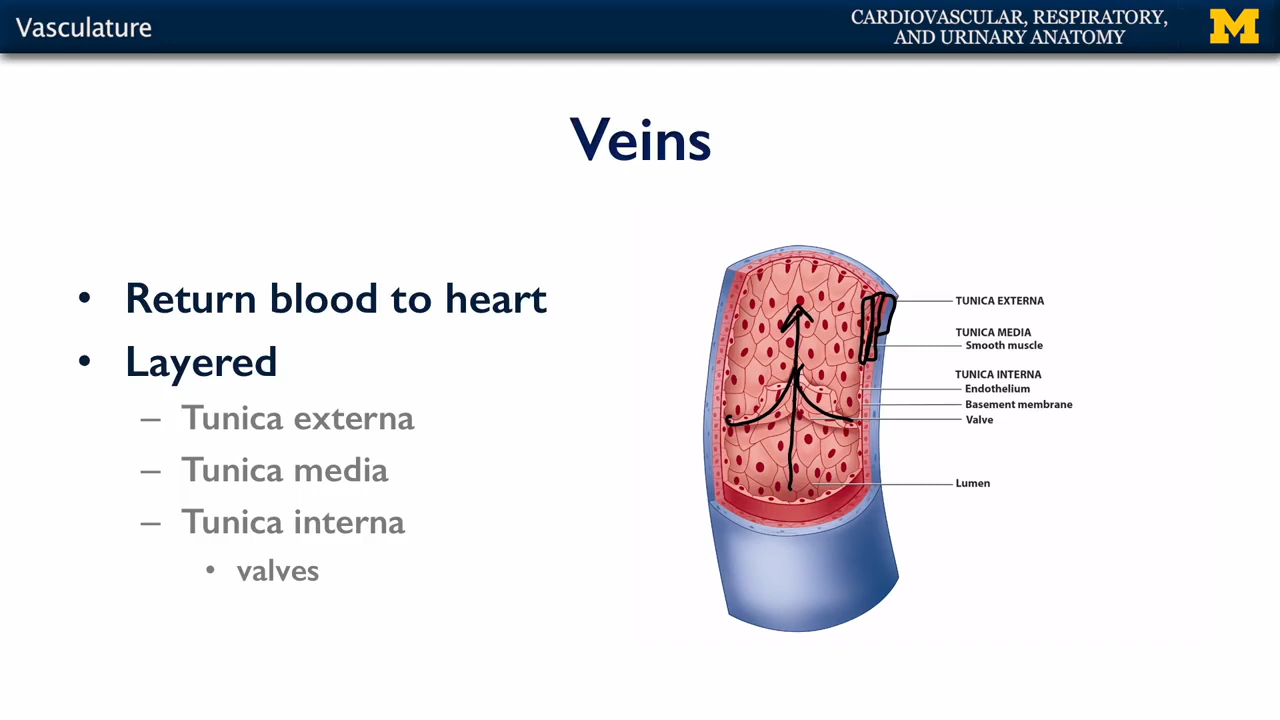 Vasculature
CARDIOVASCULAR, RESPIRATORY,
AND URINARY ANATOMY
M
Veins
• Return blood to heart
• Layered
– Tunica externa
– Tunica media
– Tunica interna
• valves
TUNICA EXTERNA
TUNICA MEDIA
Smooth muscle
TUNICA INTERNA
Endothelium
Basement membrane
Valve
Lumen